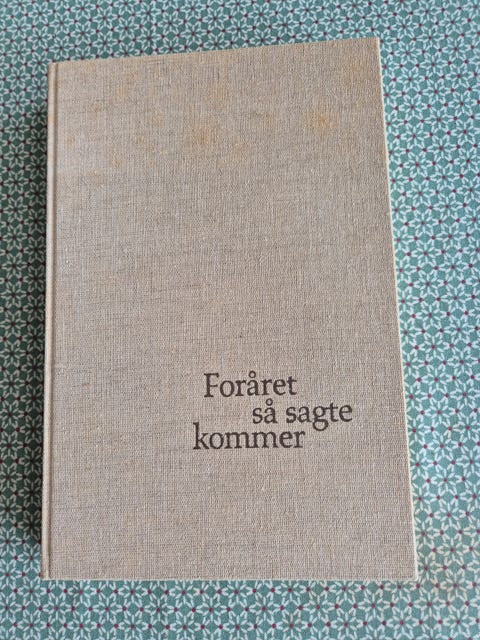 Foråret
så sagte
kommer